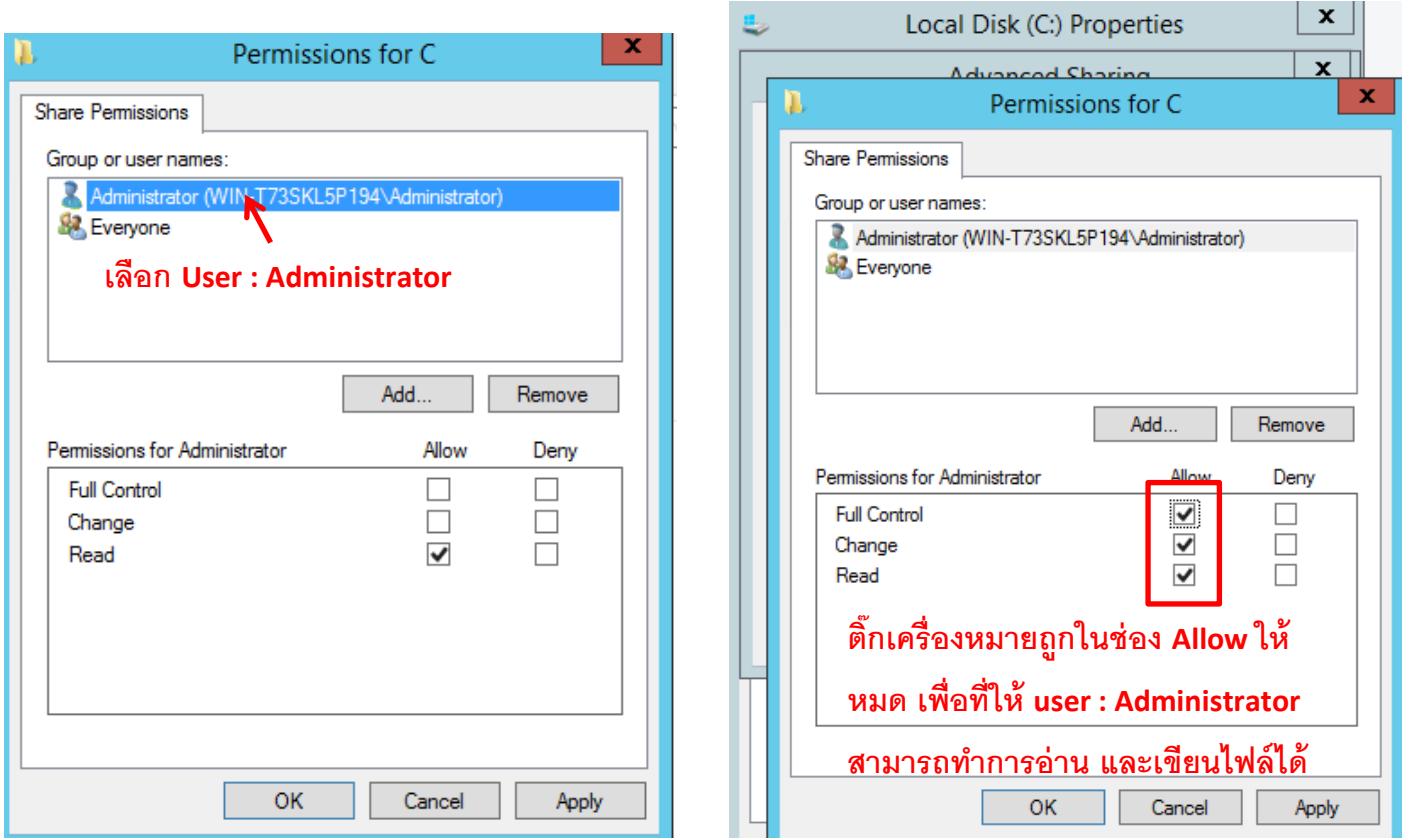 Permissions for C
x
Share Permissions
Group or user names:
Administrator (WIN-T73SKL5P194\Administrator)
Everyone
เลือก User : Administrator
Add...
Remove
Permissions for Administrator
Allow
Deny
Full Control
Change
Read
OK
Cancel
Apply
Local Disk (C:) Properties
x
Advanced Sharing
x
Permissions for C
x
Share Permissions
Group or user names:
Administrator (WIN-T73SKL5P194\Administrator)
Everyone
Add...
Remove
Permissions for Administrator
Allow
Deny
Full Control
Change
Read
ติ๊กเครื่องหมายถูกในช่อง Allow ให้
หมด เพื่อที่ให้ user : Administrator
สามารถทำการอ่าน และเขียนไฟล์ได้
OK
Cancel
Apply